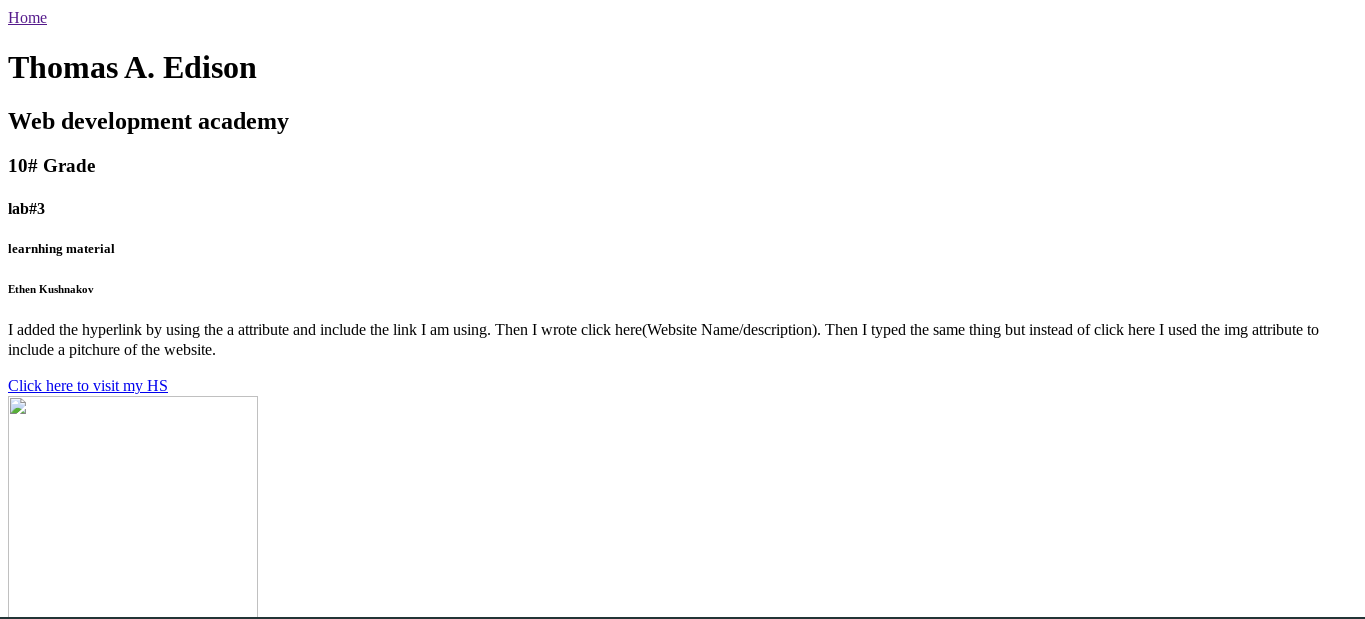 Home
Thomas A. Edison
Web development academy
10# Grade
lab#3
learnhing material
Ethen Kushnakov
I added the hyperlink by using the a attribute and include the link I am using. Then I wrote click here(Website Name/description). Then I typed the same thing but instead of click here I used the img attribute to
include a pitchure of the website.
Click here to visit my HS